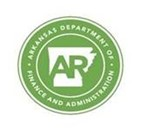 ARKANSAS DEPARTMENT OF
AR
FINANCE AND ADMINISTRATION